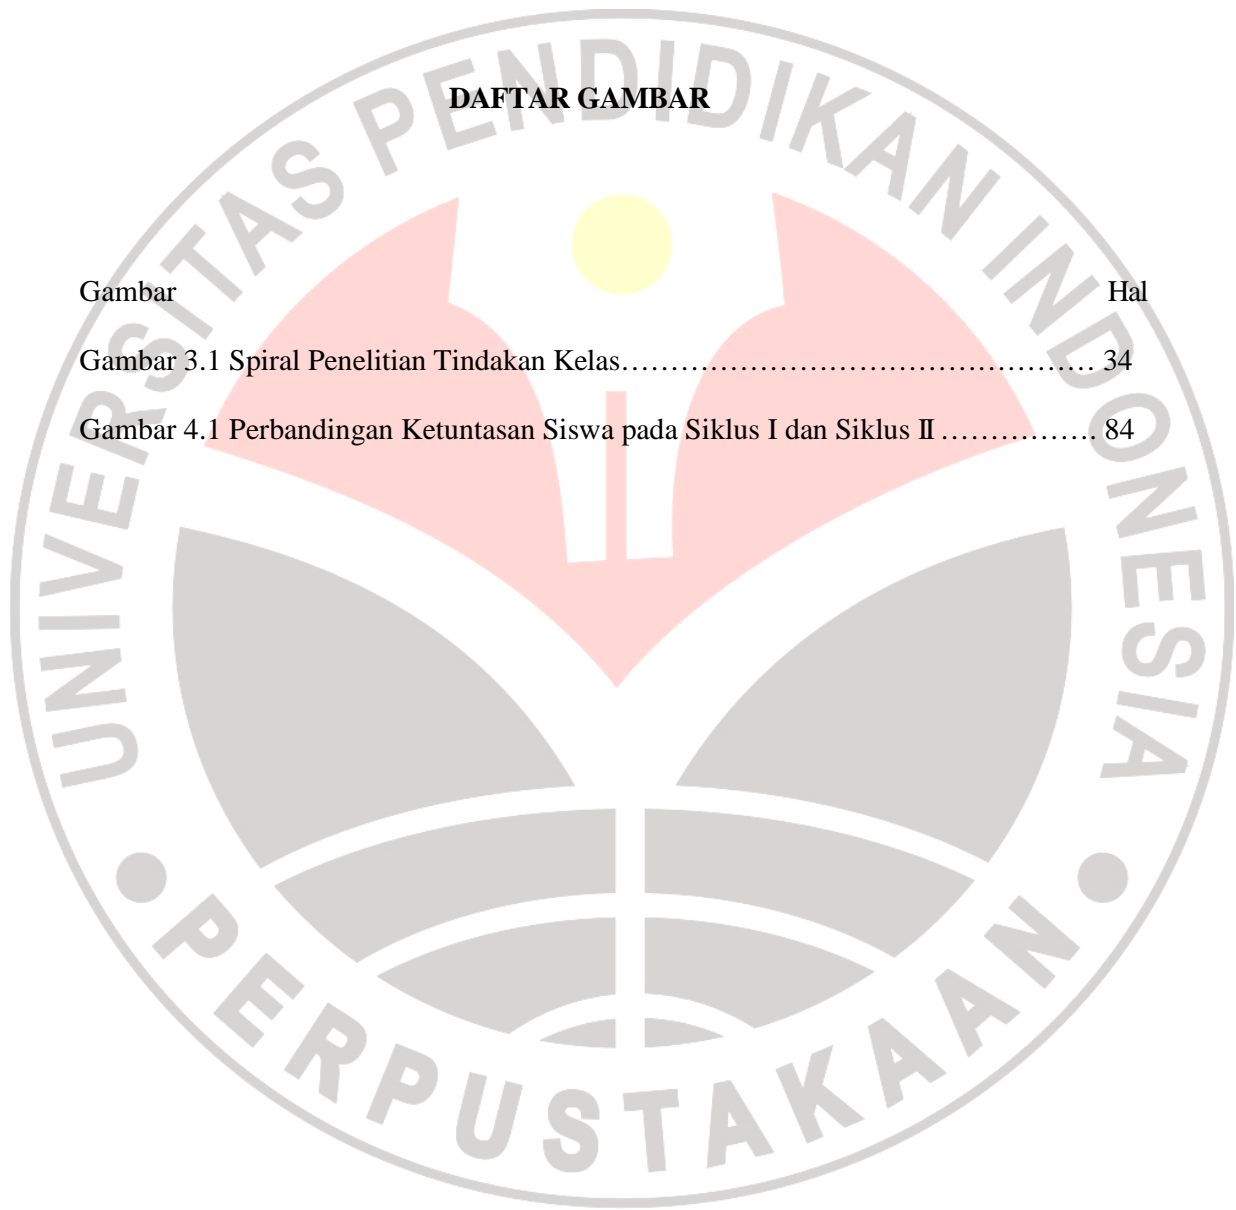 UNIVERSITAS PENDIDIKAN INDONESIA
DAFTAR GAMBAR
Gambar Hal
Gambar 3.1 Spiral Penelitian Tindakan Kelas…………………………………………… 34
Gambar 4.1 Perbandingan Ketuntasan Siswa pada Siklus I dan Siklus II ……………. 84
PERPUSTAKAAN